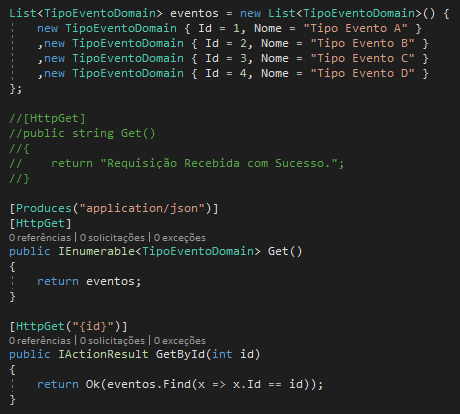 List<TipoEventoDomain> eventos = new List<TipoEventoDomain>() {
    new TipoEventoDomain { Id = 1, Nome = "Tipo Evento A" }
    ,new TipoEventoDomain { Id = 2, Nome = "Tipo Evento B" }
    ,new TipoEventoDomain { Id = 3, Nome = "Tipo Evento C" }
    ,new TipoEventoDomain { Id = 4, Nome = "Tipo Evento D" }
};
//[HttpGet]
//public string Get()
//{
//    return "Requisição Recebida com Sucesso.";
//}
[Produces("application/json")]
[HttpGet]
0 referências | 0 solicitações | 0 exceções
public IEnumerable<TipoEventoDomain> Get()
{
    return eventos;
}
[HttpGet("{id}")]
0 referências | 0 solicitações | 0 exceções
public IActionResult GetById(int id)
{
    return Ok(eventos.Find(x => x.Id == id));
}